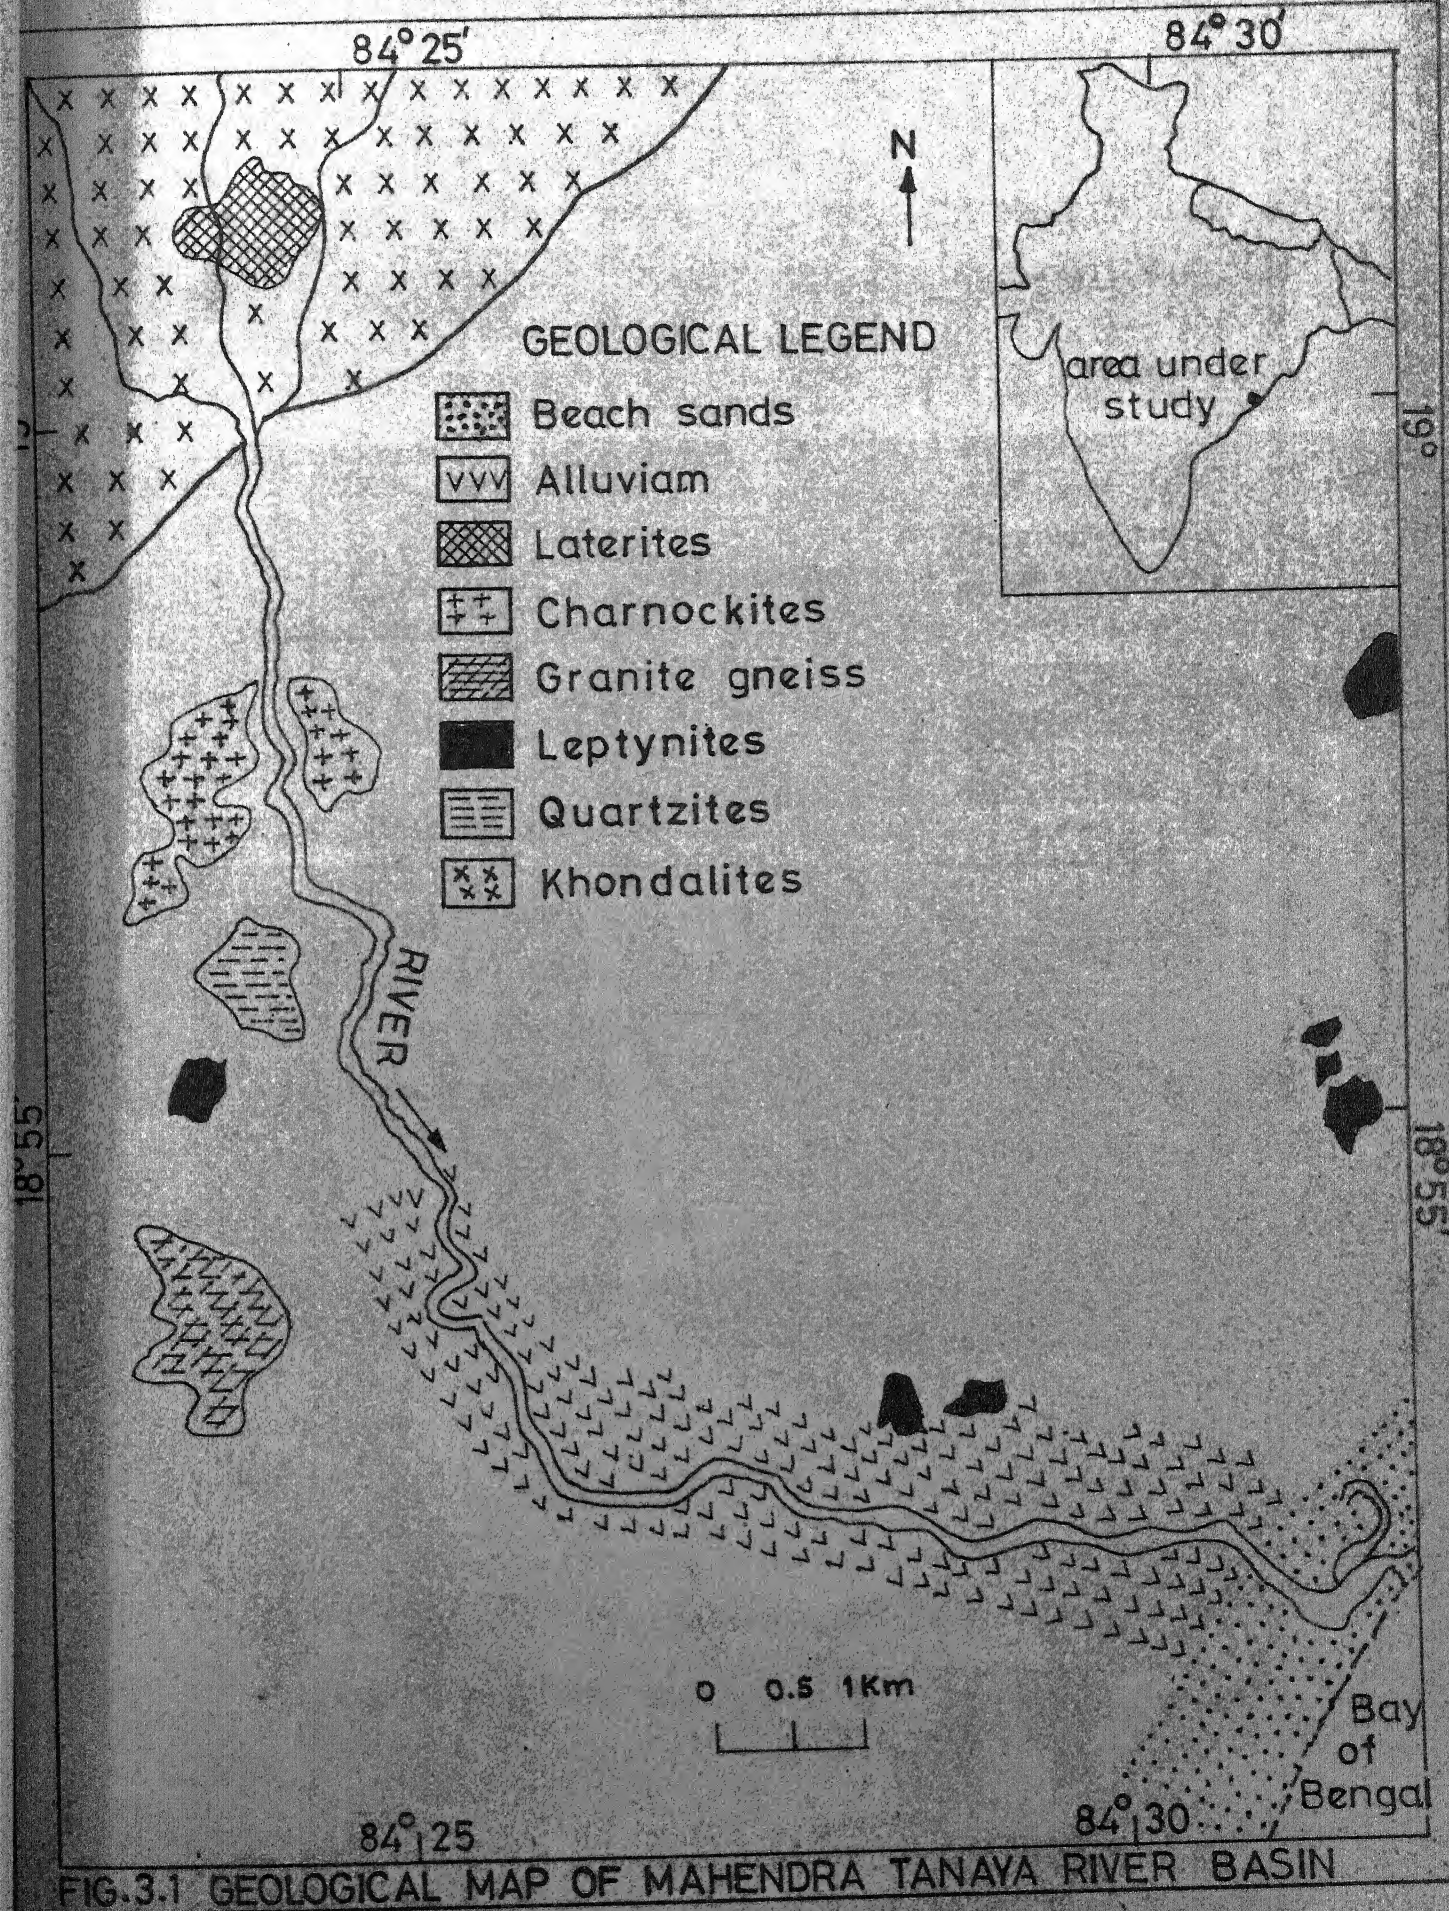 84°25'
84°30'
N
area under
study
GEOLOGICAL LEGEND
Beach sands
Alluviam
Laterites
Charnockites
Granite gneiss
Leptynites
Quartzites
Khondalites
19°
RIVER
18°55'
18°55'
0 0.5 1Km
Bay
of
Bengal
84° 25
84° 30
FIG.3.1 GEOLOGICAL MAP OF MAHENDRA TANAYA RIVER BASIN